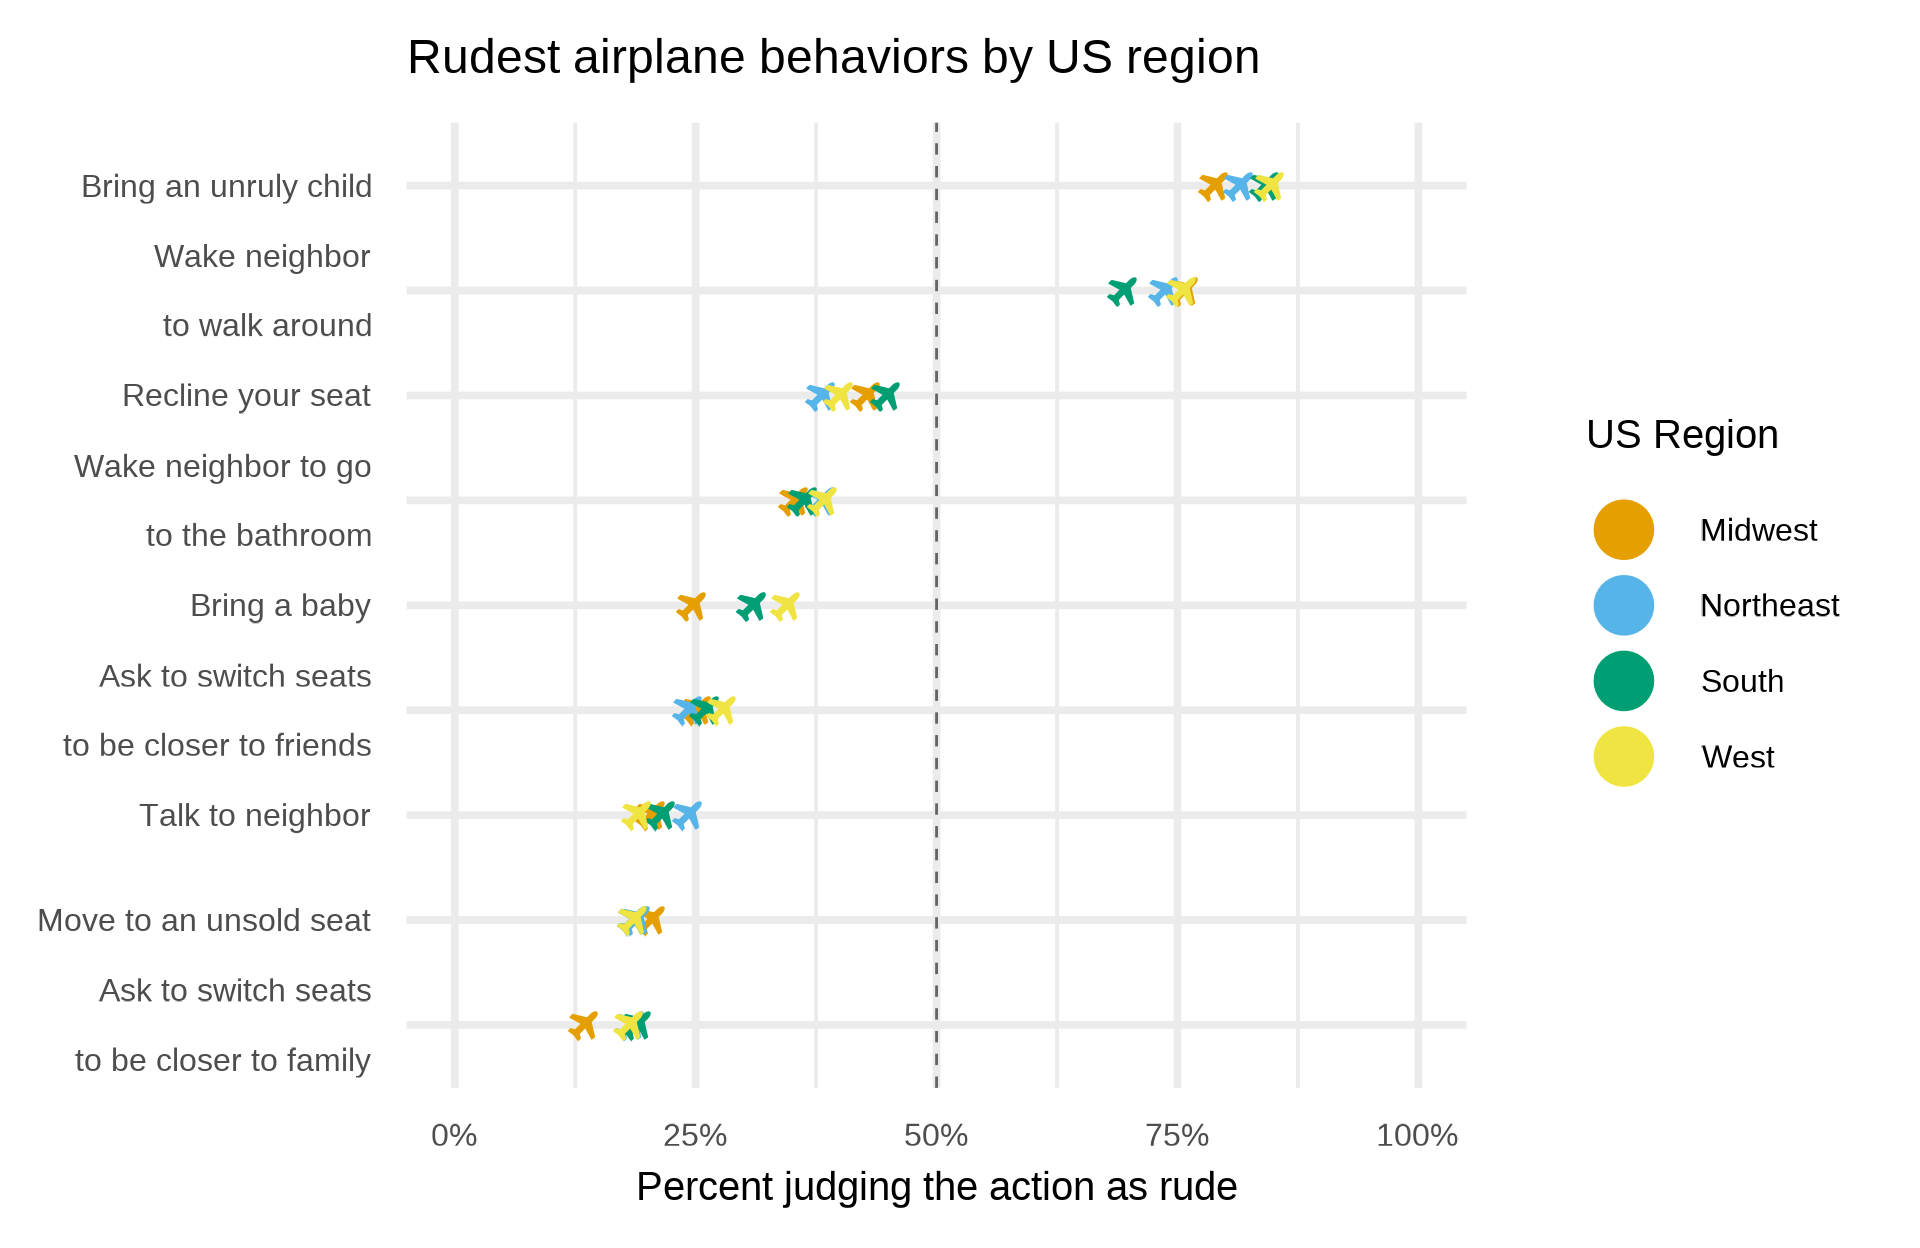 Rudest airplane behaviors by US region
Bring an unruly child
Wake neighbor
to walk around
Recline your seat
Wake neighbor to go
to the bathroom
Bring a baby
Ask to switch seats
to be closer to friends
Talk to neighbor
Move to an unsold seat
Ask to switch seats
to be closer to family
0%
25%
50%
75%
100%
Percent judging the action as rude
US Region
Midwest
Northeast
South
West